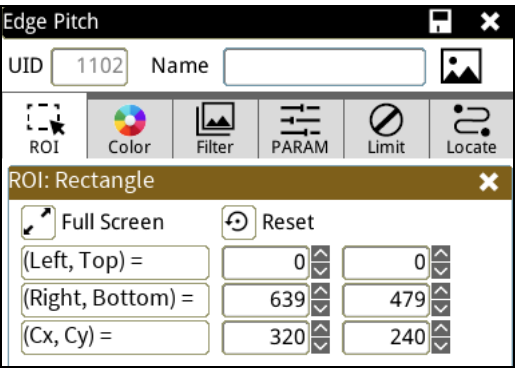 Edge Pitch
UID 1102 Name
ROI Color Filter PARAM Limit Locate
ROI: Rectangle
Full Screen Reset
(Left, Top) = 0 0
(Right, Bottom) = 639 479
(Cx, Cy) = 320 240